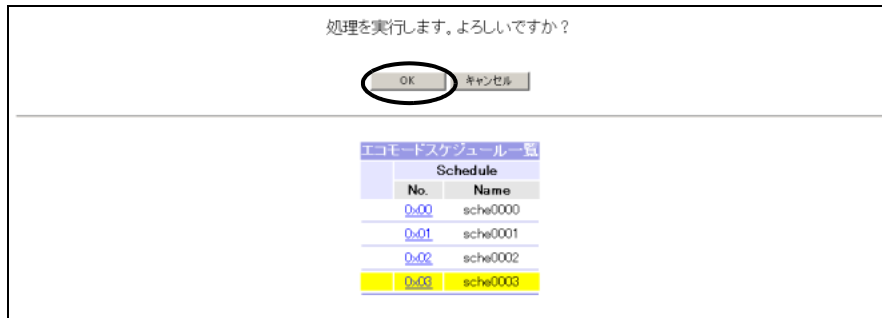 処理を実行します。よろしいですか？
OK キャンセル
エコモードスケジュール一覧
Schedule
No. Name
0x00 sche0000
0x01 sche0001
0x02 sche0002
0x03 sche0003